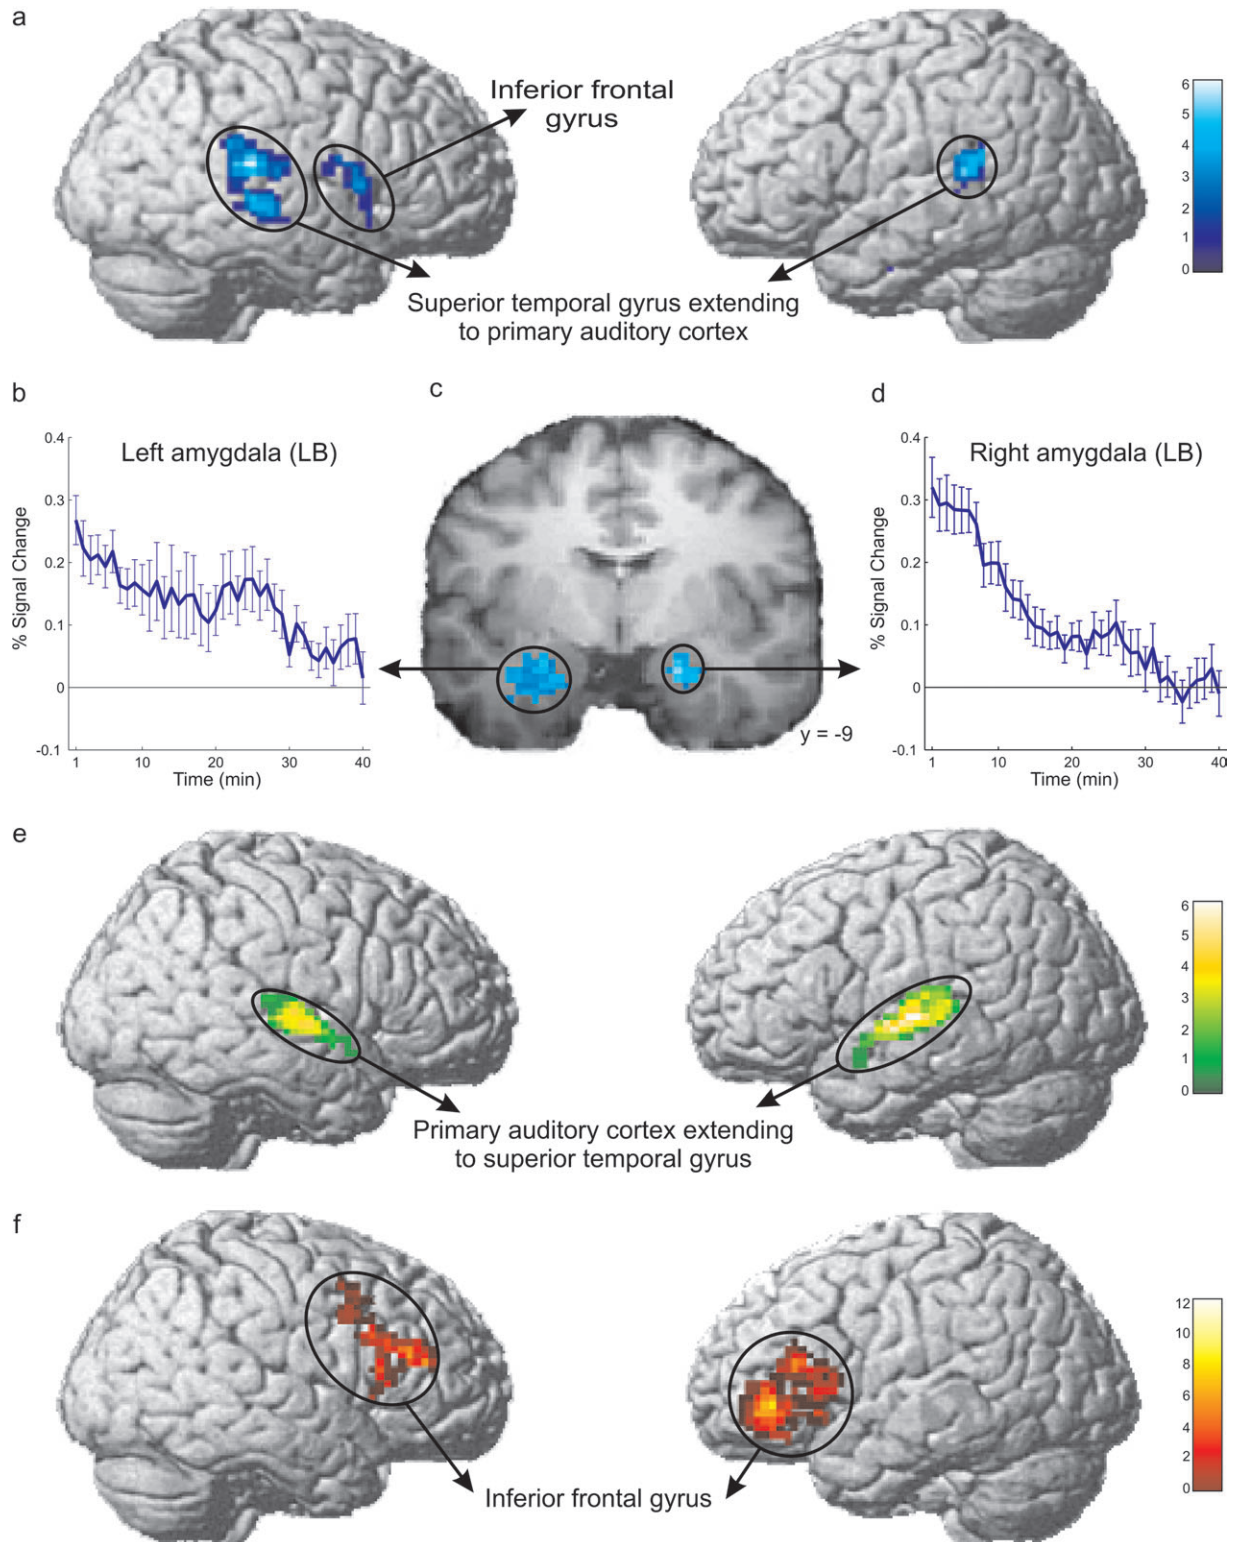 a
Inferior frontal
gyrus
6
5
4
3
2
1
0
Superior temporal gyrus extending
to primary auditory cortex
b
c
d
Left amygdala (LB)
0.4
0.3
0.2
0.1
0
-0.1
% Signal Change
1 10 20 30 40
Time (min)
y = -9
Right amygdala (LB)
0.4
0.3
0.2
0.1
0
-0.1
% Signal Change
1 10 20 30 40
Time (min)
e
6
5
4
3
2
1
0
Primary auditory cortex extending
to superior temporal gyrus
f
12
10
8
6
4
2
0
Inferior frontal gyrus